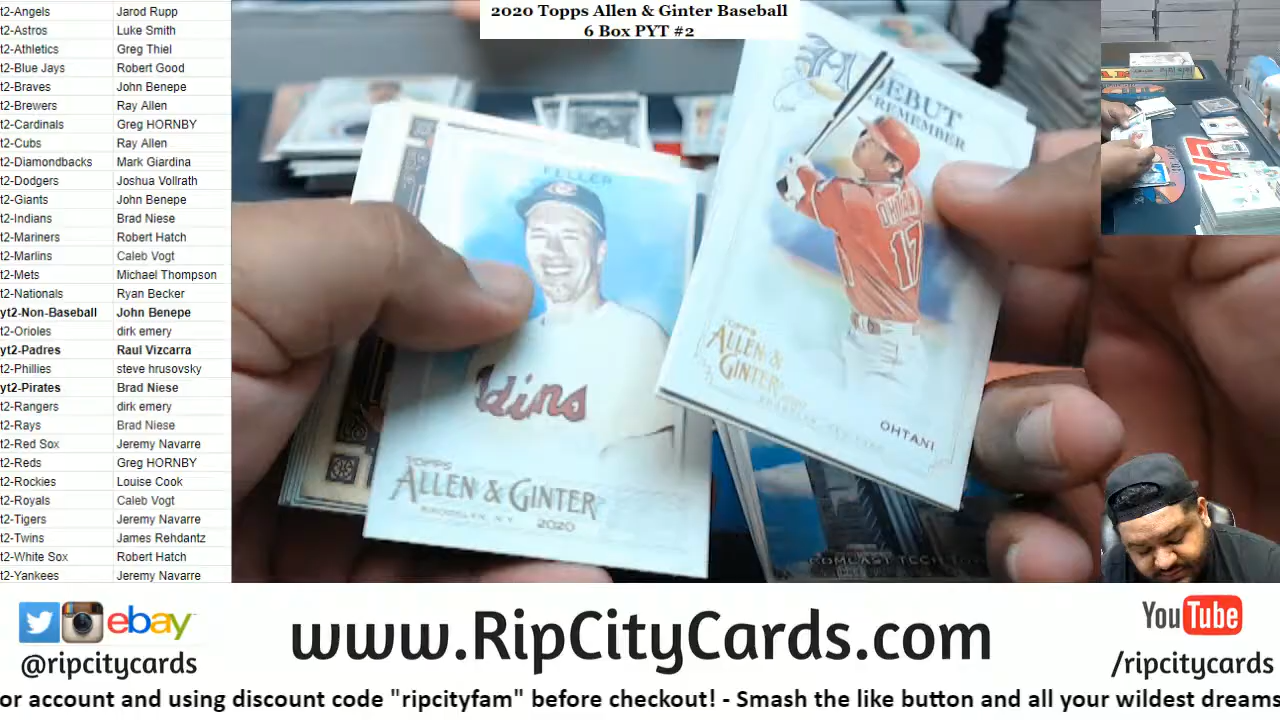 2020 Topps Allen & Ginter Baseball
6 Box PYT #2
t2-Angels Jarod Rupp
t2-Astros Luke Smith
t2-Athletics Greg Thiel
t2-Blue Jays Robert Good
t2-Braves John Benepe
t2-Brewers Ray Allen
t2-Cardinals Greg HORNBY
t2-Cubs Ray Allen
t2-Diamondbacks Mark Giardina
t2-Dodgers Joshua Vollrath
t2-Giants John Benepe
t2-Indians Brad Niese
t2-Mariners Robert Hatch
t2-Marlins Caleb Vogt
t2-Mets Michael Thompson
t2-Nationals Ryan Becker
yt2-Non-Baseball John Benepe
t2-Orioles dirk emery
yt2-Padres Raul Vizcarra
t2-Phillies steve hrusovsky
yt2-Pirates Brad Niese
t2-Rangers dirk emery
t2-Rays Brad Niese
t2-Red Sox Jeremy Navarre
t2-Reds Greg HORNBY
t2-Rockies Louise Cook
t2-Royals Caleb Vogt
t2-Tigers Jeremy Navarre
t2-Twins James Rehdantz
t2-White Sox Robert Hatch
t2-Yankees Jeremy Navarre
FELLER
TOPPS
ALLEN & GINTER
BROOKLYN, N.Y. 2020
DEBUT
REMEMBER
OHTANI
17
TOPPS
ALLEN &
GINTER
OHTANI
COMCAST TECH
ebay
@ripcitycards
www.RipCityCards.com
YouTube
/ripcitycards
or account and using discount code "ripcityfam" before checkout! - Smash the like button and all your wildest dreams